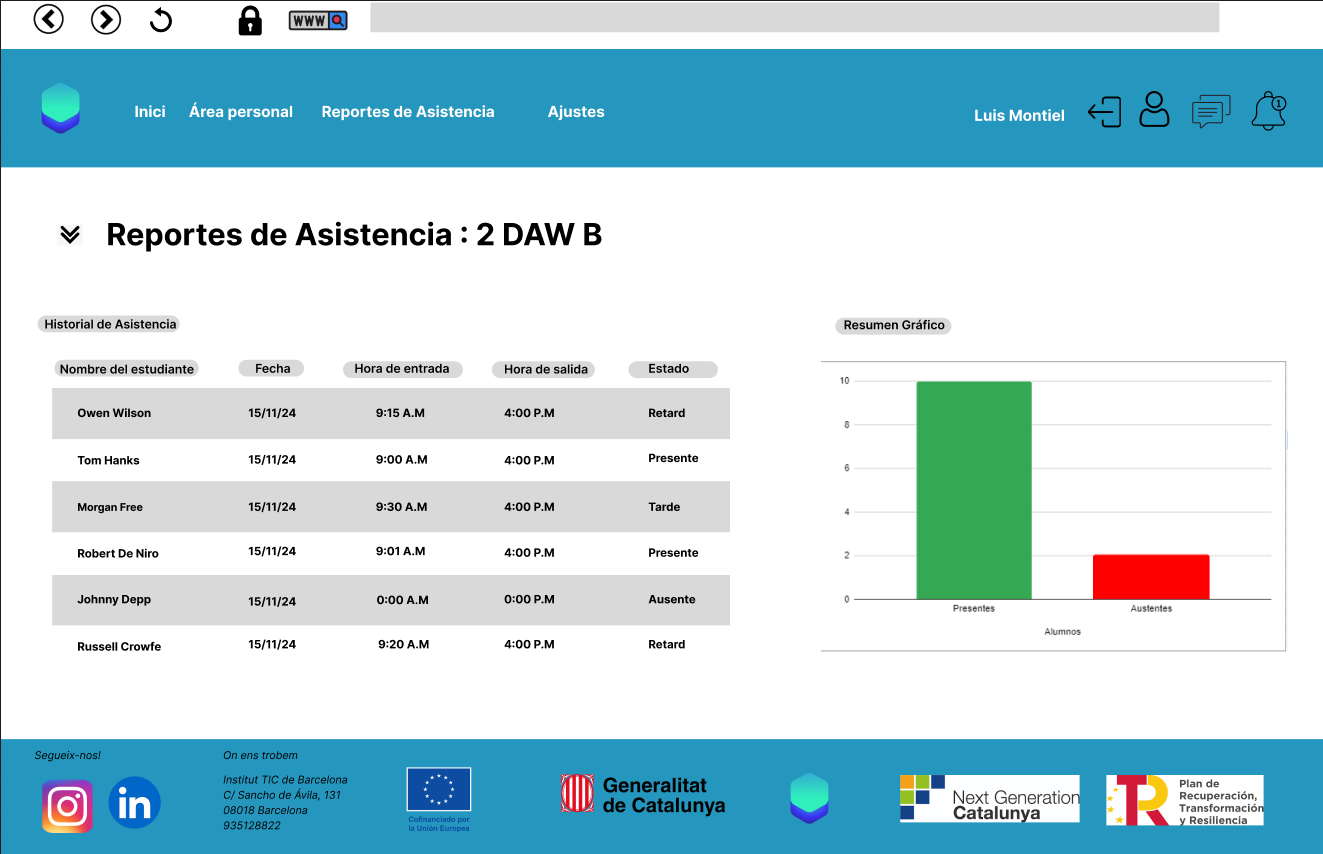 WWW
Inici Área personal Reportes de Asistencia Ajustes Luis Montiel 1
Reportes de Asistencia : 2 DAW B
Historial de Asistencia
Nombre del estudiante Fecha Hora de entrada Hora de salida Estado
Owen Wilson 15/11/24 9:15 A.M 4:00 P.M Retard
Tom Hanks 15/11/24 9:00 A.M 4:00 P.M Presente
Morgan Free 15/11/24 9:30 A.M 4:00 P.M Tarde
Robert De Niro 15/11/24 9:01 A.M 4:00 P.M Presente
Johnny Depp 15/11/24 0:00 A.M 0:00 P.M Ausente
Russell Crowfe 15/11/24 9:20 A.M 4:00 P.M Retard
Resumen Gráfico
10
8
6
4
2
0
Presentes Austentes
Alumnos
Segueix-nos!
in
On ens trobem
Institut TIC de Barcelona
C/ Sancho de Ávila, 131
08018 Barcelona
935128822
Cofinanciado por
la Unión Europea
Generalitat
de Catalunya
Next Generation
Catalunya
TR
Plan de
Recuperación,
Transformación
y Resiliencia